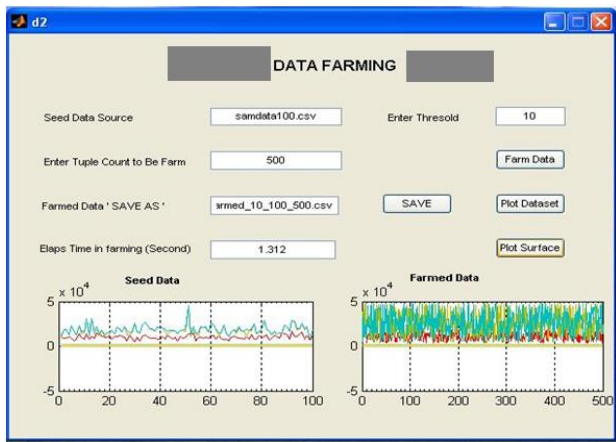 d2
DATA FARMING
Seed Data Source samdata100.csv Enter Thresold 10
Enter Tuple Count to Be Farm 500 Farm Data
Farmed Data ' SAVE AS ' armed_10_100_500.csv SAVE Plot Dataset
Elaps Time in farming (Second) 1.312 Plot Surface
Seed Data Farmed Data
x 10^4 x 10^4
5 5
0 0
-5 -5
0 20 40 60 80 100 0 100 200 300 400 500